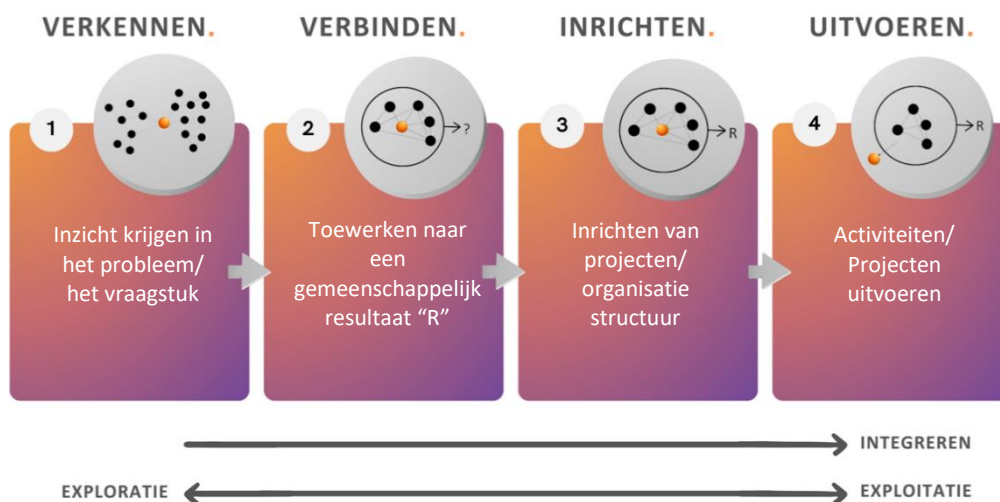 VERKENNEN.
VERBINDEN.
INRICHTEN.
UITVOEREN.
1
Inzicht krijgen in
het probleem/
het vraagstuk
2
?
Toewerken naar
een
gemeenschappelijk
resultaat “R”
3
R
Inrichten van
projecten/
organisatie
structuur
4
R
Activiteiten/
Projecten
uitvoeren
INTEGREREN
EXPLORATIE
EXPLOITATIE